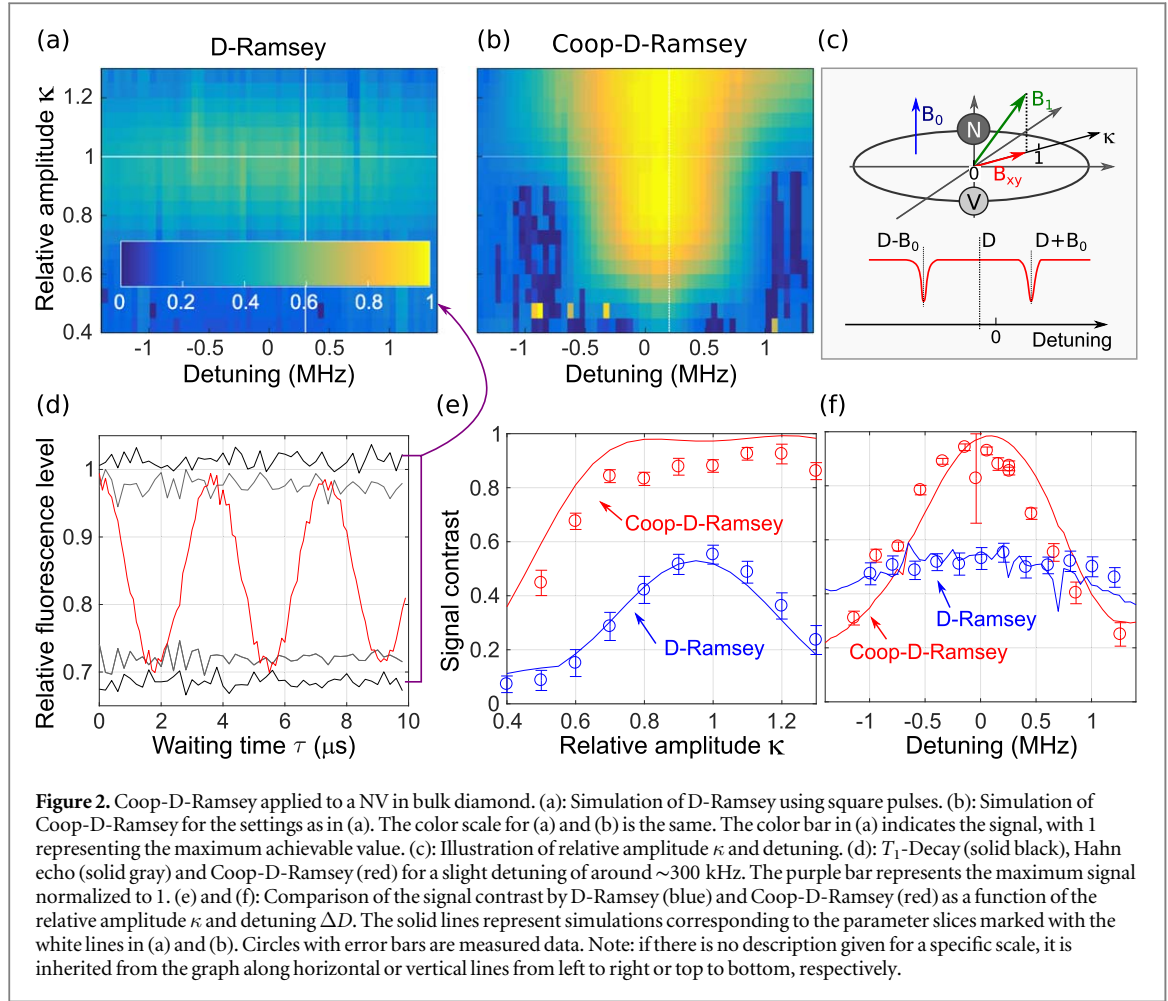 (a)
D-Ramsey
Relative amplitude κ
1.2
1
0.8
0.6
0.4
0 0.2 0.4 0.6 0.8 1
-1 -0.5 0 0.5 1
Detuning (MHz)
(b)
Coop-D-Ramsey
-1 -0.5 0 0.5 1
Detuning (MHz)
(c)
B0
N
B1
κ
1
0
Bxy
V
D-B0 D D+B0
0
Detuning
(d)
Relative fluorescence level
1
0.9
0.8
0.7
0 2 4 6 8 10
Waiting time τ (μs)
(e)
Signal contrast
1
0.8
0.6
0.4
0.2
0
Coop-D-Ramsey
D-Ramsey
0.4 0.6 0.8 1 1.2
Relative amplitude κ
(f)
D-Ramsey
Coop-D-Ramsey
-1 -0.5 0 0.5 1
Detuning (MHz)
Figure 2. Coop-D-Ramsey applied to a NV in bulk diamond. (a): Simulation of D-Ramsey using square pulses. (b): Simulation of
Coop-D-Ramsey for the settings as in (a). The color scale for (a) and (b) is the same. The color bar in (a) indicates the signal, with 1
representing the maximum achievable value. (c): Illustration of relative amplitude κ and detuning. (d): T1-Decay (solid black), Hahn
echo (solid gray) and Coop-D-Ramsey (red) for a slight detuning of around ~300 kHz. The purple bar represents the maximum signal
normalized to 1. (e) and (f): Comparison of the signal contrast by D-Ramsey (blue) and Coop-D-Ramsey (red) as a function of the
relative amplitude κ and detuning ΔD. The solid lines represent simulations corresponding to the parameter slices marked with the
white lines in (a) and (b). Circles with error bars are measured data. Note: if there is no description given for a specific scale, it is
inherited from the graph along horizontal or vertical lines from left to right or top to bottom, respectively.